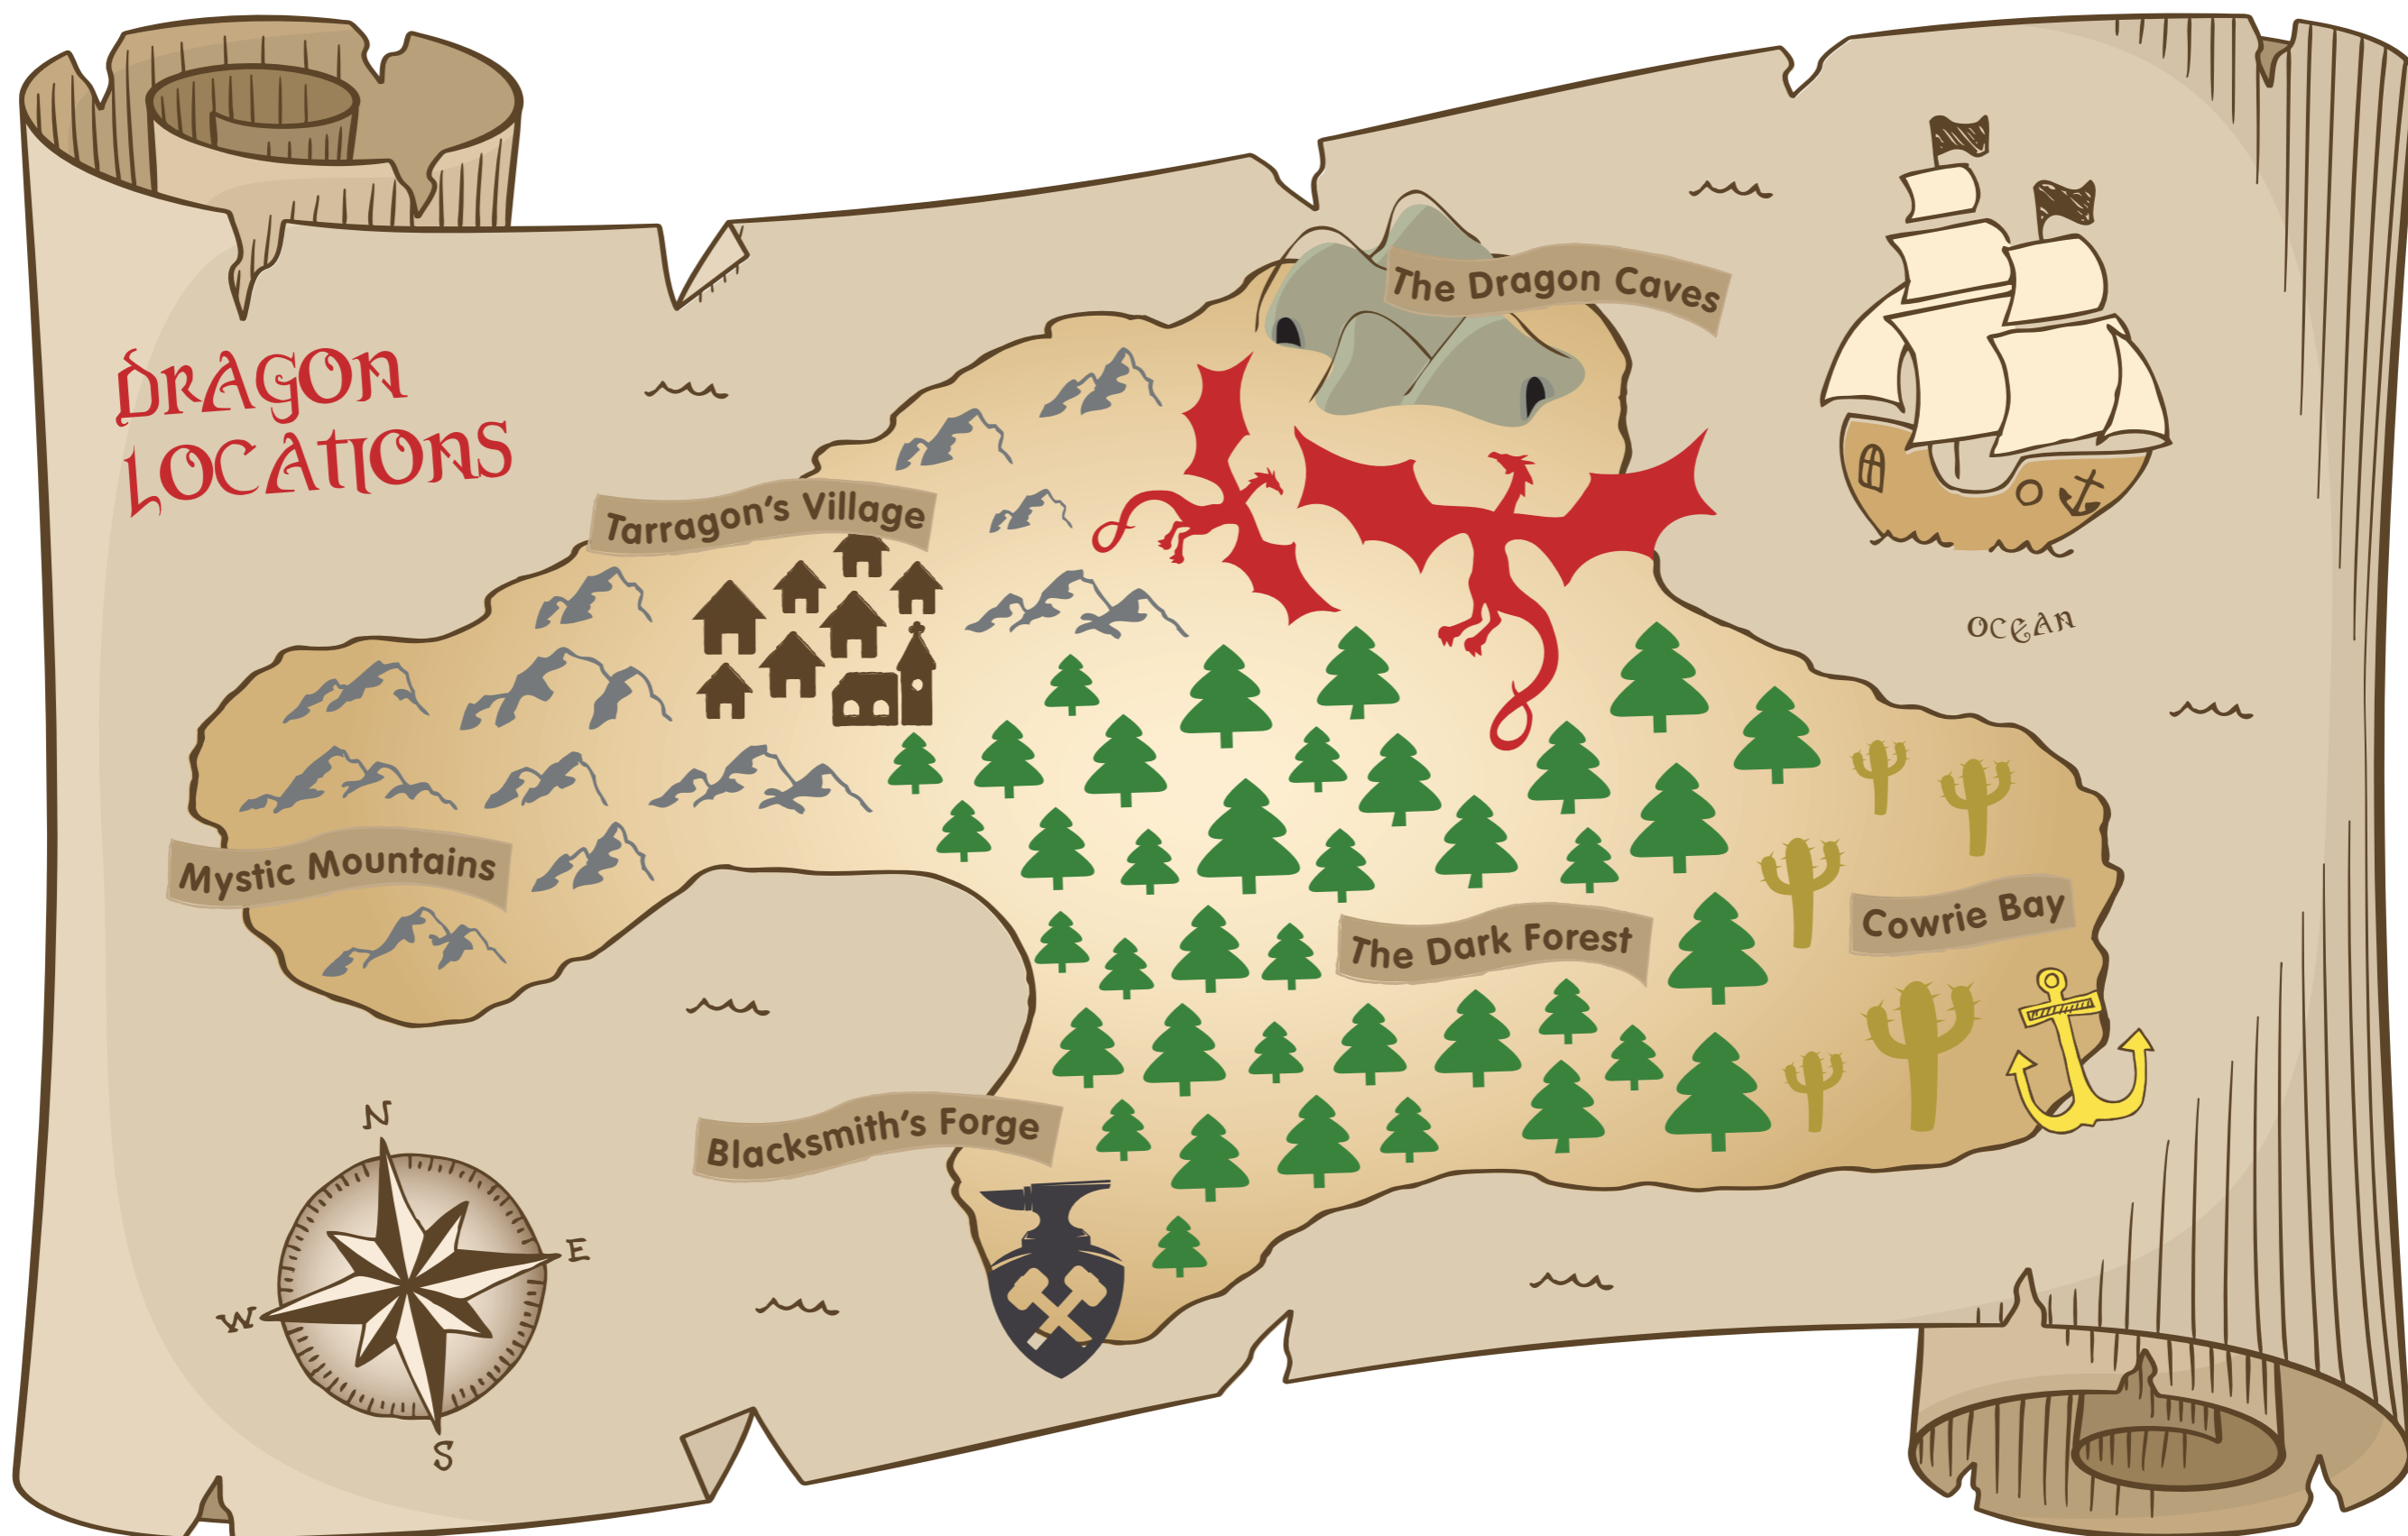 The Dragon Caves
DRAGON
LOCATIONS
Tarragon's Village
OCEAN
Mystic Mountains
Cowrie Bay
The Dark Forest
Blacksmith's Forge
N
E
W
S